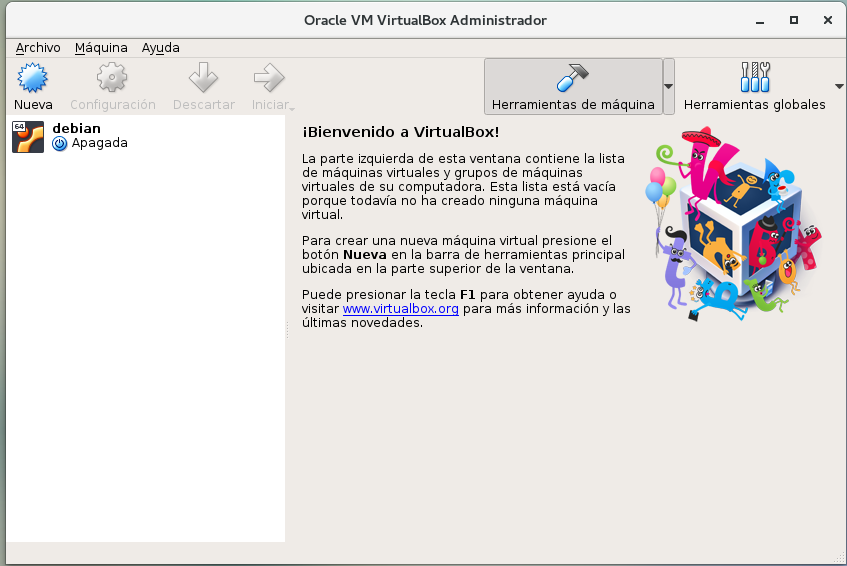 Oracle VM VirtualBox Administrador
Archivo Máquina Ayuda
Nueva Configuración Descartar Iniciar Herramientas de máquina Herramientas globales
64
debian
Apagada
¡Bienvenido a VirtualBox!
La parte izquierda de esta ventana contiene la lista
de máquinas virtuales y grupos de máquinas
virtuales de su computadora. Esta lista está vacía
porque todavía no ha creado ninguna máquina
virtual.
Para crear una nueva máquina virtual presione el
botón Nueva en la barra de herramientas principal
ubicada en la parte superior de la ventana.
Puede presionar la tecla F1 para obtener ayuda o
visitar www.virtualbox.org para más información y las
últimas novedades.